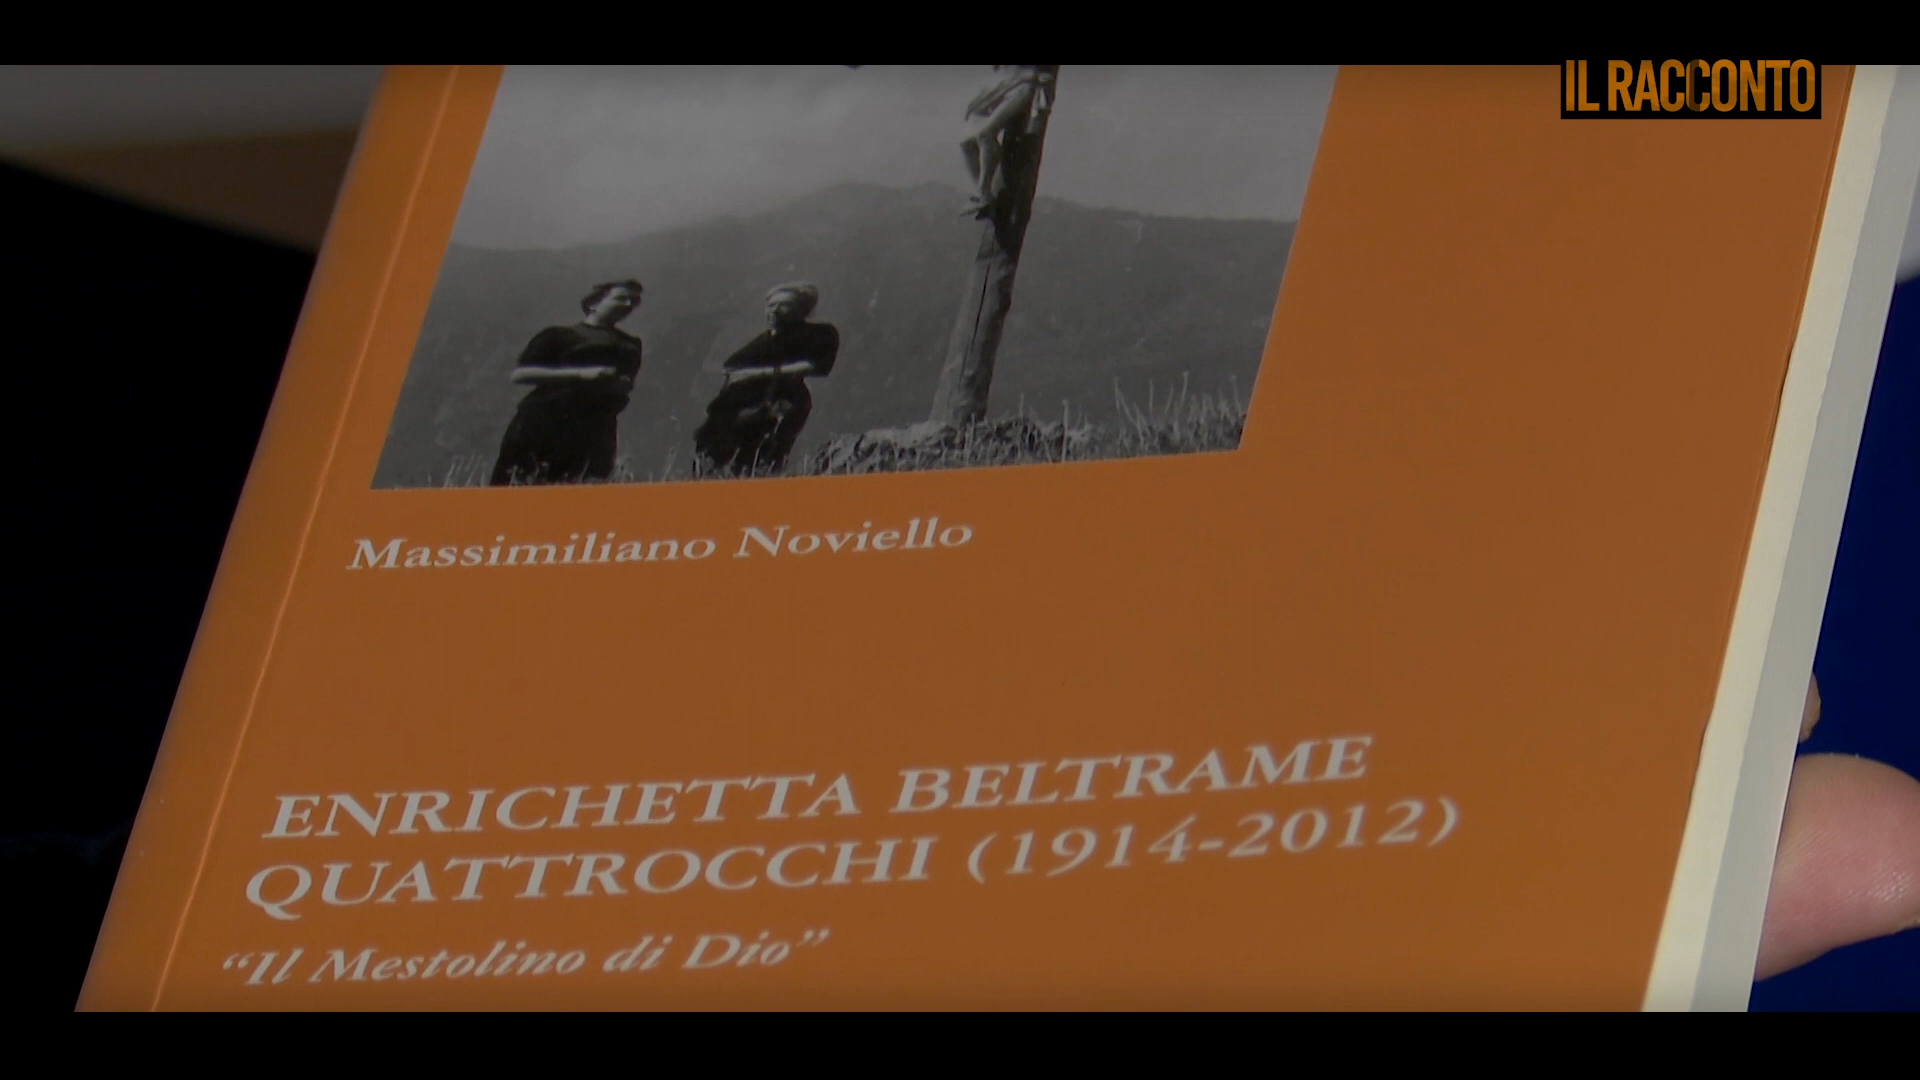 IL RACCONTO
Massimiliano Noviello
ENRICHETTA BELTRAME
QUATTROCCHI (1914-2012)
“Il Mestolino di Dio”